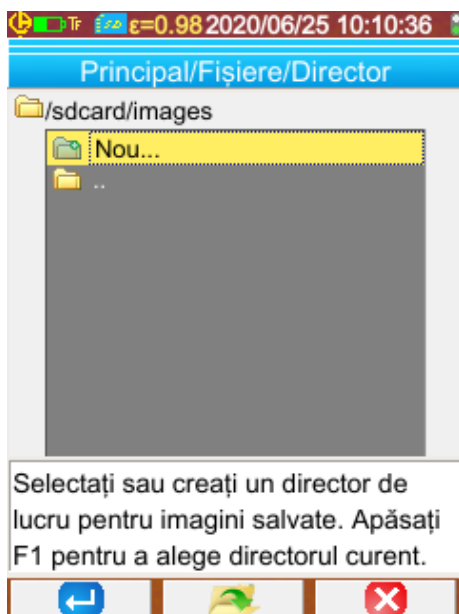 TF ε=0.98 2020/06/25 10:10:36
Principal/Fișiere/Director
/sdcard/images
Nou...
..
Selectați sau creați un director de
lucru pentru imagini salvate. Apăsați
F1 pentru a alege directorul curent.